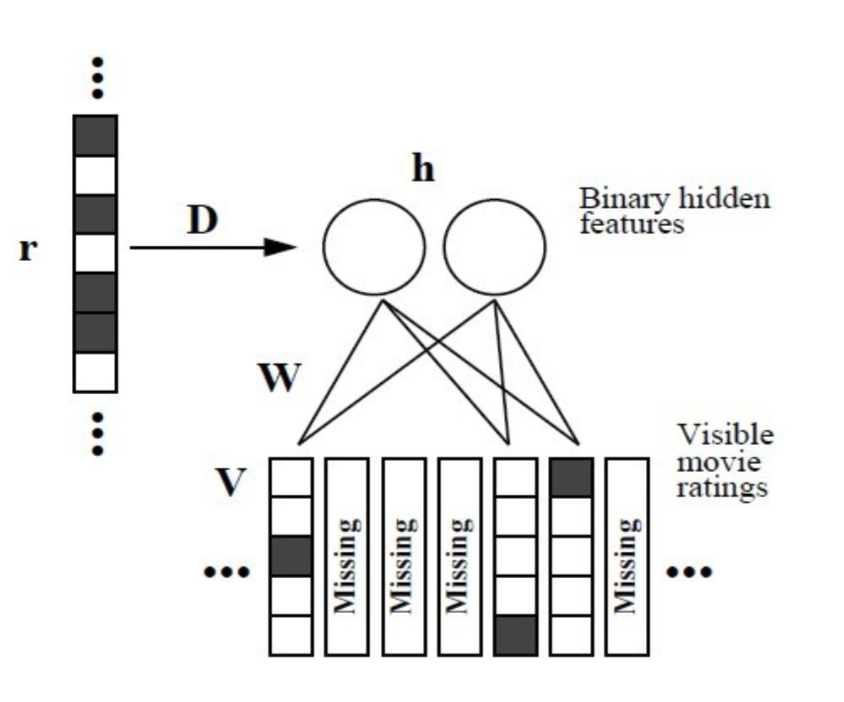 h
Binary hidden
features
D
r
W
Visible
movie
ratings
V
Missing
Missing
Missing
Missing